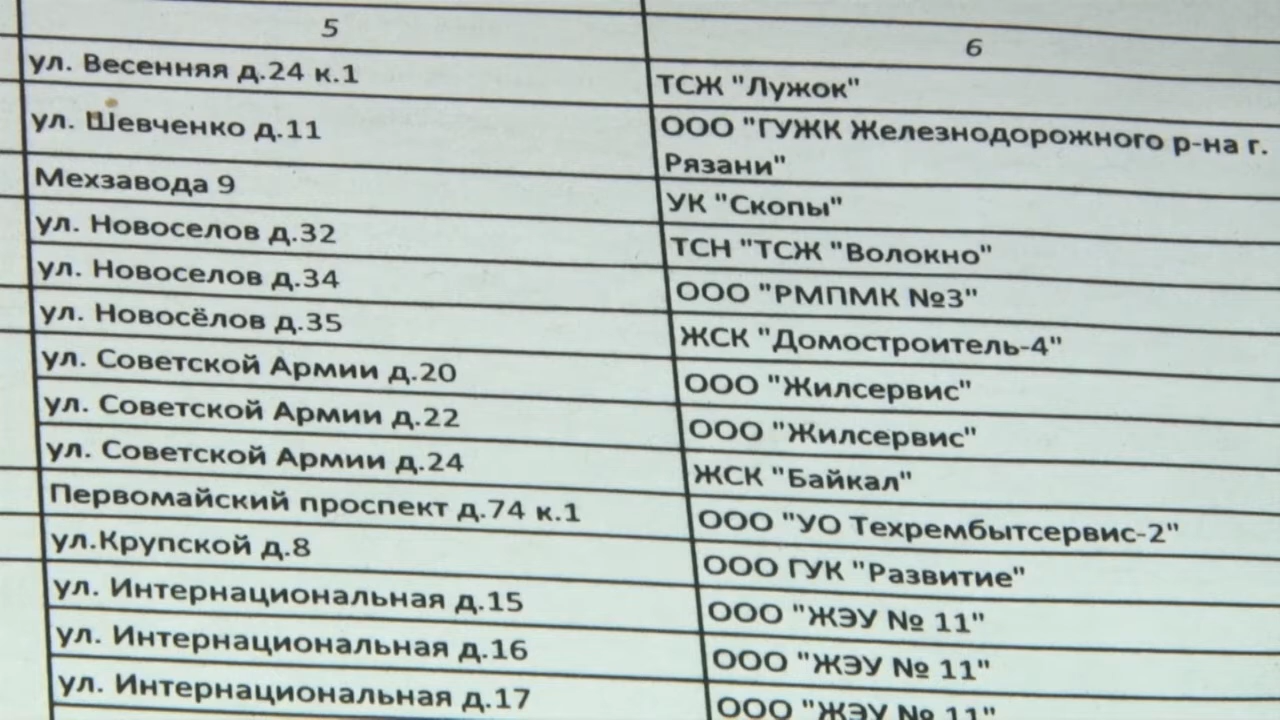 5 6
ул. Весенняя д.24 к.1 ТСЖ "Лужок"
ул. Шевченко д.11 ООО "ГУЖК Железнодорожного р-на г.
Рязани"
Мехзавода 9 УК "Скопы"
ул. Новоселов д.32 ТСН "ТСЖ "Волокно"
ул. Новоселов д.34 ООО "РМПМК №3"
ул. Новосёлов д.35 ЖСК "Домостроитель-4"
ул. Советской Армии д.20 ООО "Жилсервис"
ул. Советской Армии д.22 ООО "Жилсервис"
ул. Советской Армии д.24 ЖСК "Байкал"
Первомайский проспект д.74 к.1 ООО "УО Техрембытсервис-2"
ул.Крупской д.8 ООО ГУК "Развитие"
ул. Интернациональная д.15 ООО "ЖЭУ № 11"
ул. Интернациональная д.16 ООО "ЖЭУ № 11"
ул. Интернациональная д.17 ООО "ЖЭУ № 11"